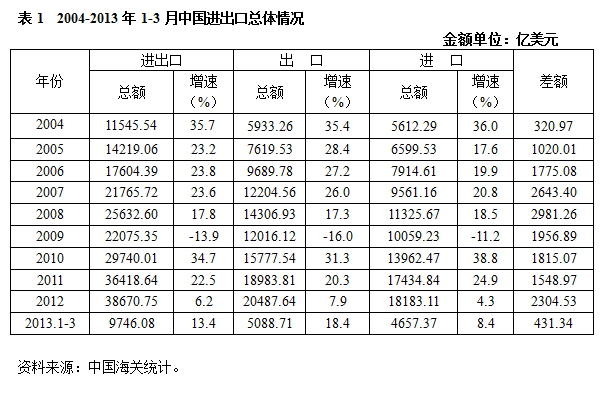 表 1 2004-2013 年 1-3 月中国进出口总体情况
金额单位：亿美元
年份 进出口 出 口 进 口 差额
总额 增速（%） 总额 增速（%） 总额 增速（%）
2004 11545.54 35.7 5933.26 35.4 5612.29 36.0 320.97
2005 14219.06 23.2 7619.53 28.4 6599.53 17.6 1020.01
2006 17604.39 23.8 9689.78 27.2 7914.61 19.9 1775.08
2007 21765.72 23.6 12204.56 26.0 9561.16 20.8 2643.40
2008 25632.60 17.8 14306.93 17.3 11325.67 18.5 2981.26
2009 22075.35 -13.9 12016.12 -16.0 10059.23 -11.2 1956.89
2010 29740.01 34.7 15777.54 31.3 13962.47 38.8 1815.07
2011 36418.64 22.5 18983.81 20.3 17434.84 24.9 1548.97
2012 38670.75 6.2 20487.64 7.9 18183.11 4.3 2304.53
2013.1-3 9746.08 13.4 5088.71 18.4 4657.37 8.4 431.34
资料来源：中国海关统计。